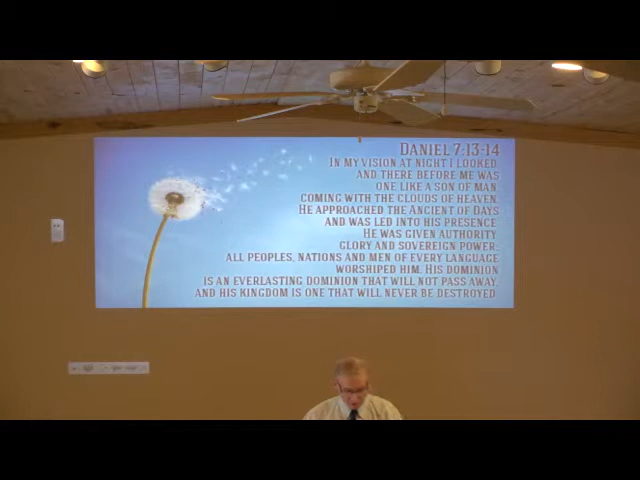 DANIEL 7:13-14
IN MY VISION AT NIGHT I LOOKED,
AND THERE BEFORE ME WAS
ONE LIKE A SON OF MAN,
COMING WITH THE CLOUDS OF HEAVEN.
HE APPROACHED THE ANCIENT OF DAYS
AND WAS LED INTO HIS PRESENCE.
HE WAS GIVEN AUTHORITY,
GLORY AND SOVEREIGN POWER;
ALL PEOPLES, NATIONS AND MEN OF EVERY LANGUAGE
WORSHIPED HIM. HIS DOMINION
IS AN EVERLASTING DOMINION THAT WILL NOT PASS AWAY,
AND HIS KINGDOM IS ONE THAT WILL NEVER BE DESTROYED.